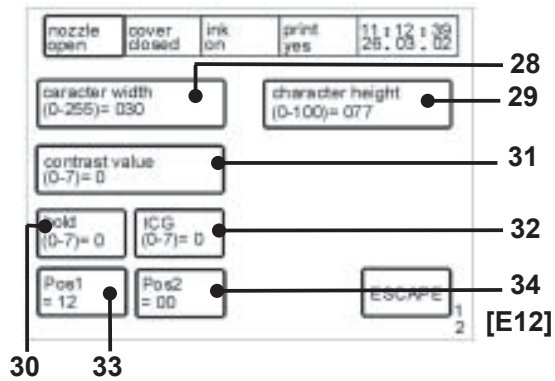 nozzle open cover closed ink on print yes 11:12:39 26.03.02
28
caracter width
(0-255)= 030
character height
(0-100)= 077
29
contrast value
(0-7)= 0
31
bold
(0-7)= 0
ICG
(0-7)= 0
32
Pos1
= 12
Pos2
= 00
ESCAPE
34
1
2
[E12]
30
33